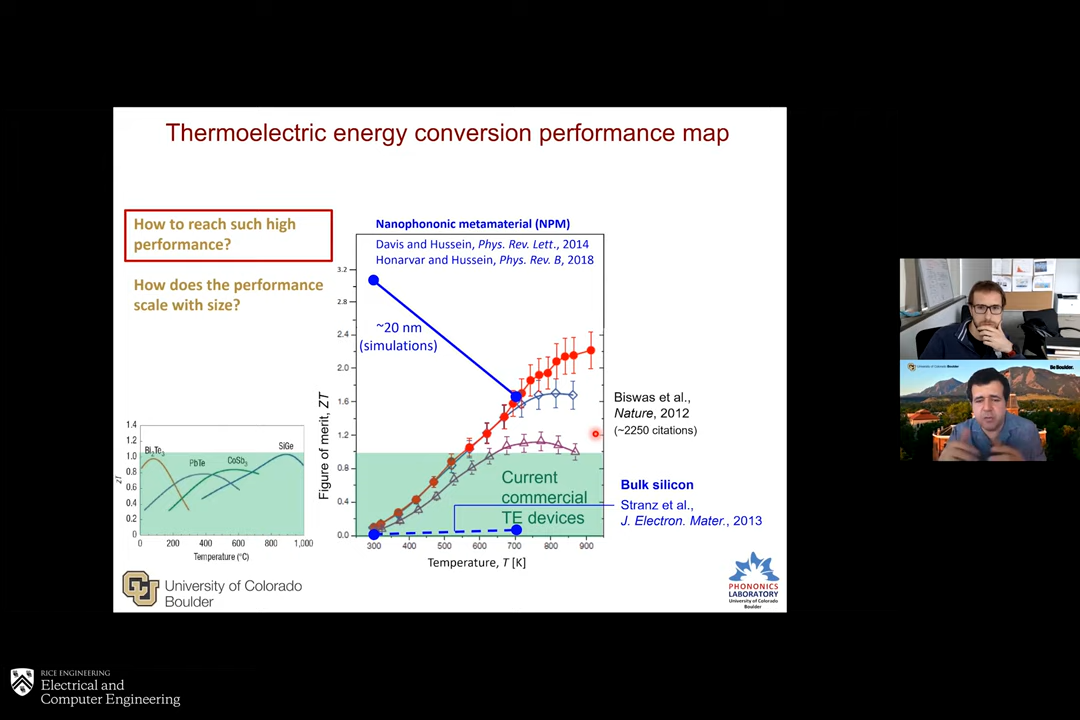 Thermoelectric energy conversion performance map
How to reach such high
performance?
How does the performance
scale with size?
Nanophononic metamaterial (NPM)
Davis and Hussein, Phys. Rev. Lett., 2014
Honarvar and Hussein, Phys. Rev. B, 2018
~20 nm
(simulations)
Figure of merit, ZT
3.2
2.8
2.4
2.0
1.6
1.2
0.8
0.4
0.0
300
400
500
600
700
800
900
Temperature, T [K]
Current
commercial
TE devices
Biswas et al.,
Nature, 2012
(~2250 citations)
Bulk silicon
Stranz et al.,
J. Electron. Mater., 2013
1.4
1.2
1.0
0.8
0.6
0.4
0.2
0
zT
Bi2Te3
PbTe
CoSb3
SiGe
0
200
400
600
800
1,000
Temperature (°C)
University of Colorado
Boulder
PHONONICS
LABORATORY
University of Colorado
Boulder
University of Colorado Boulder
Be Boulder.
RICE ENGINEERING
Electrical and
Computer Engineering